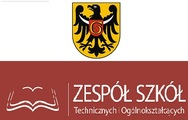 ZESPÓŁ SZKÓŁ
Technicznych i Ogólnokształcących